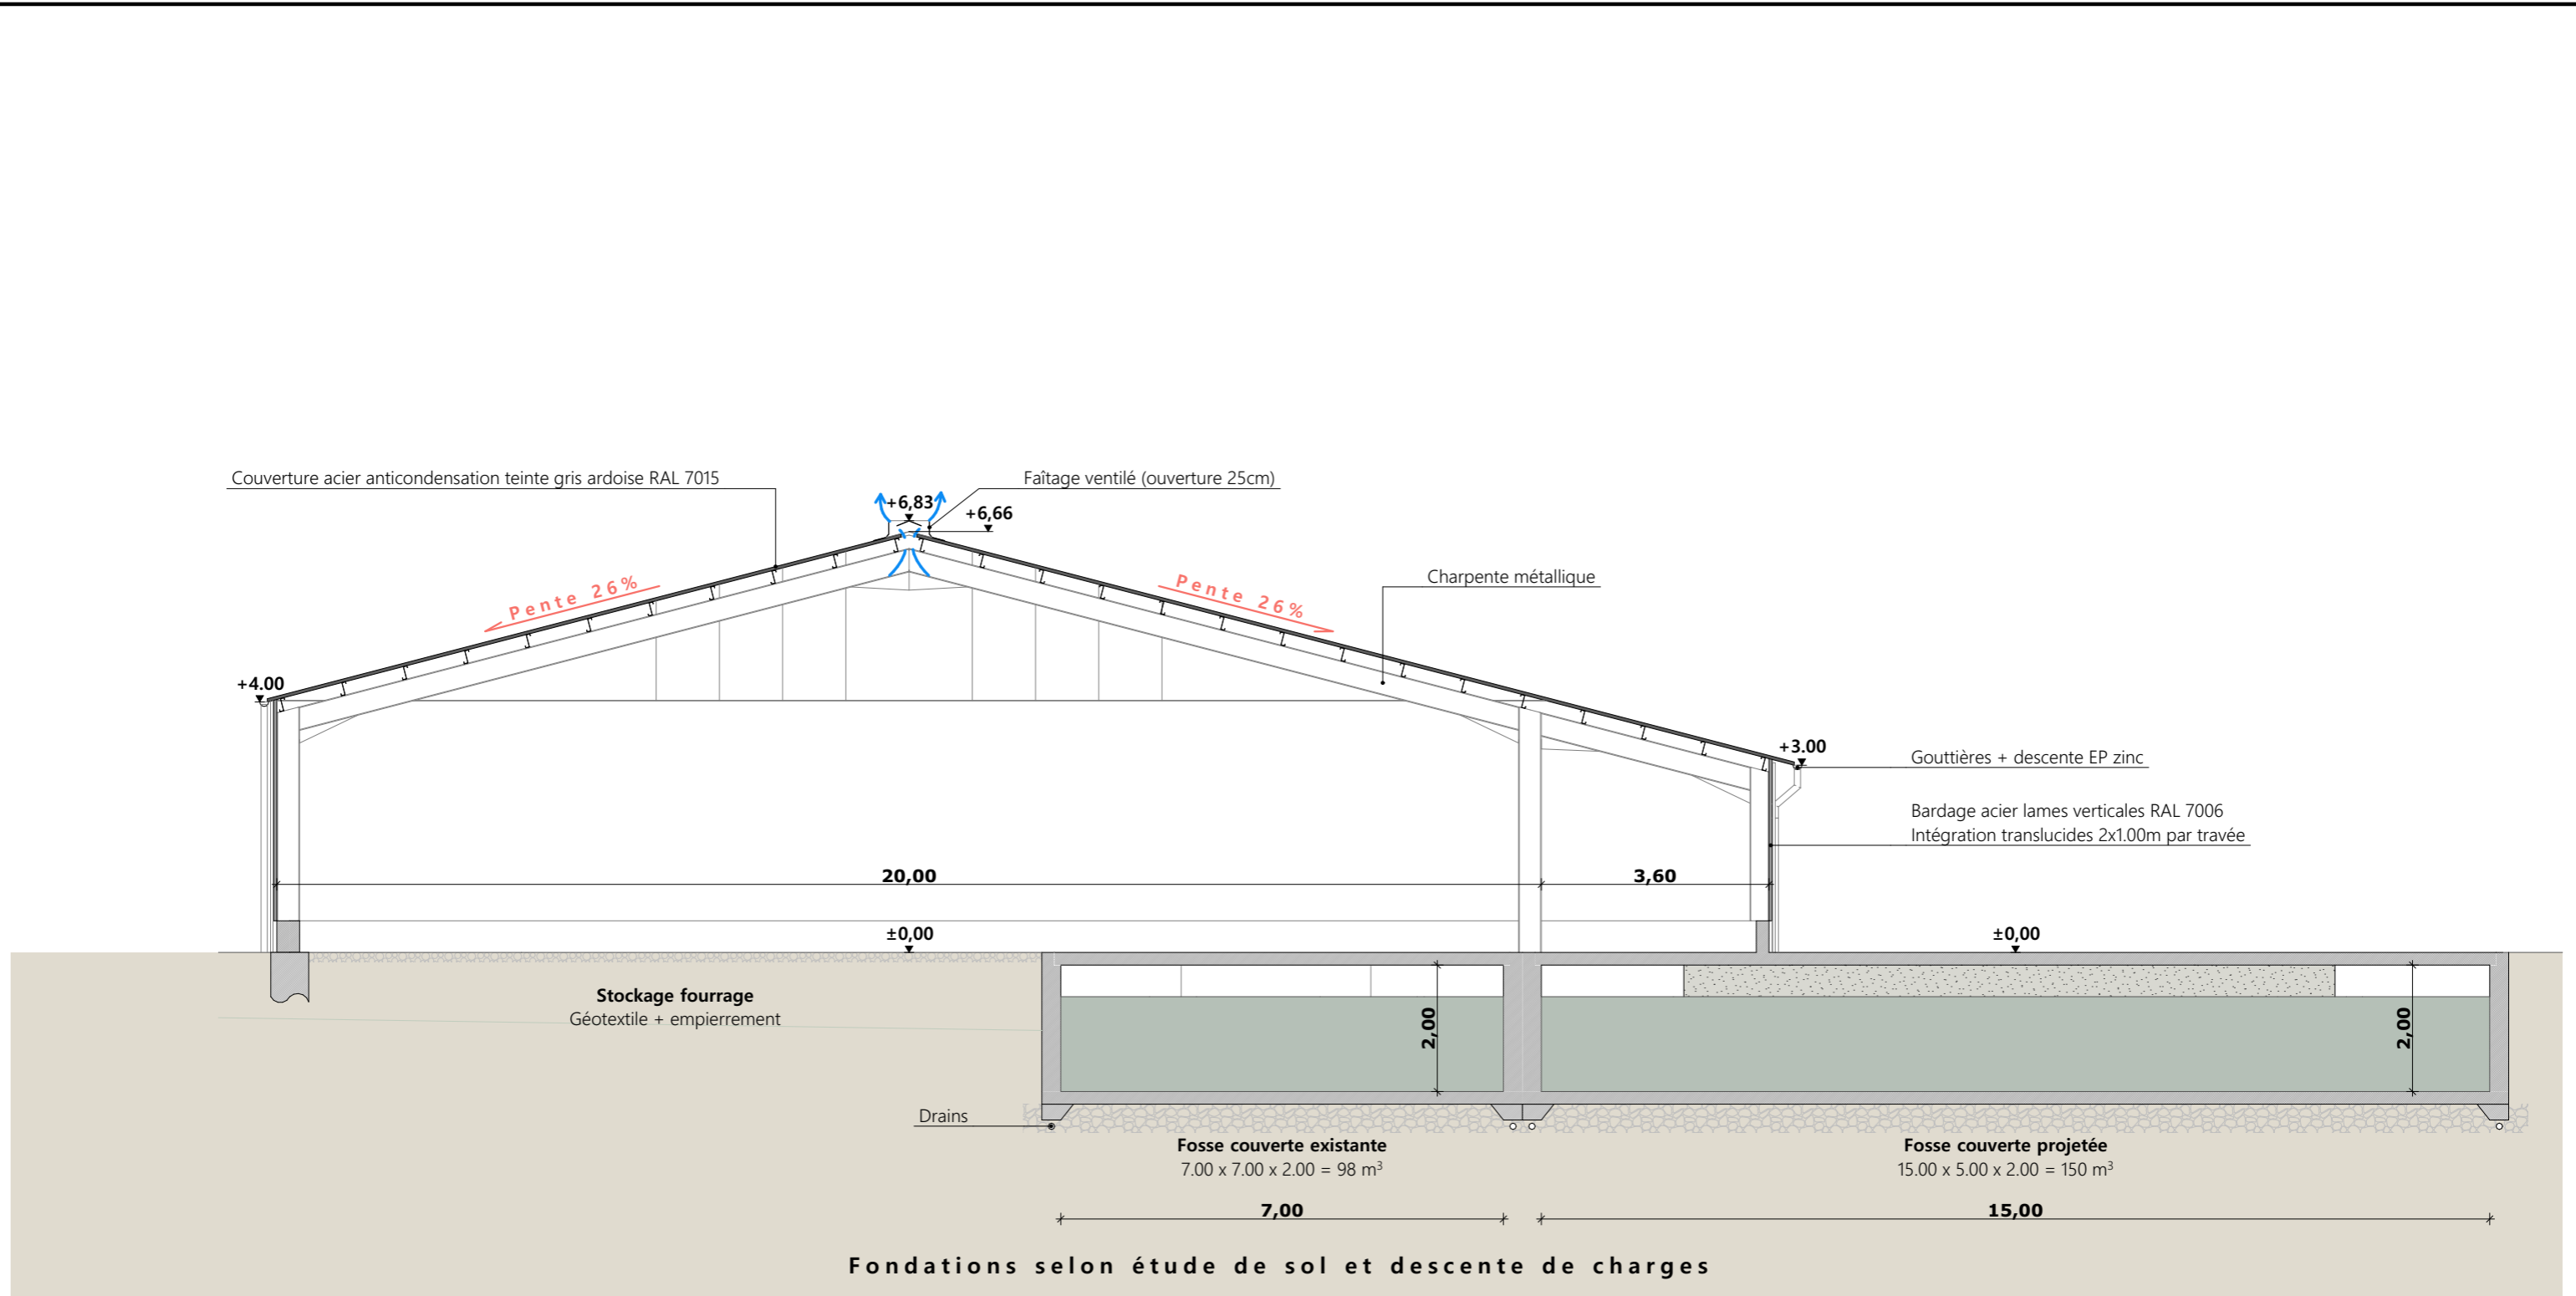 Couverture acier anticondensation teinte gris ardoise RAL 7015
Faîtage ventilé (ouverture 25cm)
+6,83
+6,66
Pente 26%
Pente 26%
Charpente métallique
+4.00
+3.00
Gouttières + descente EP zinc
Bardage acier lames verticales RAL 7006
Intégration translucides 2x1.00m par travée
20,00
3,60
±0,00
±0,00
Stockage fourrage
Géotextile + empierrement
2,00
2,00
Drains
Fosse couverte existante
7.00 x 7.00 x 2.00 = 98 m³
Fosse couverte projetée
15.00 x 5.00 x 2.00 = 150 m³
7,00
15,00
Fondations selon étude de sol et descente de charges